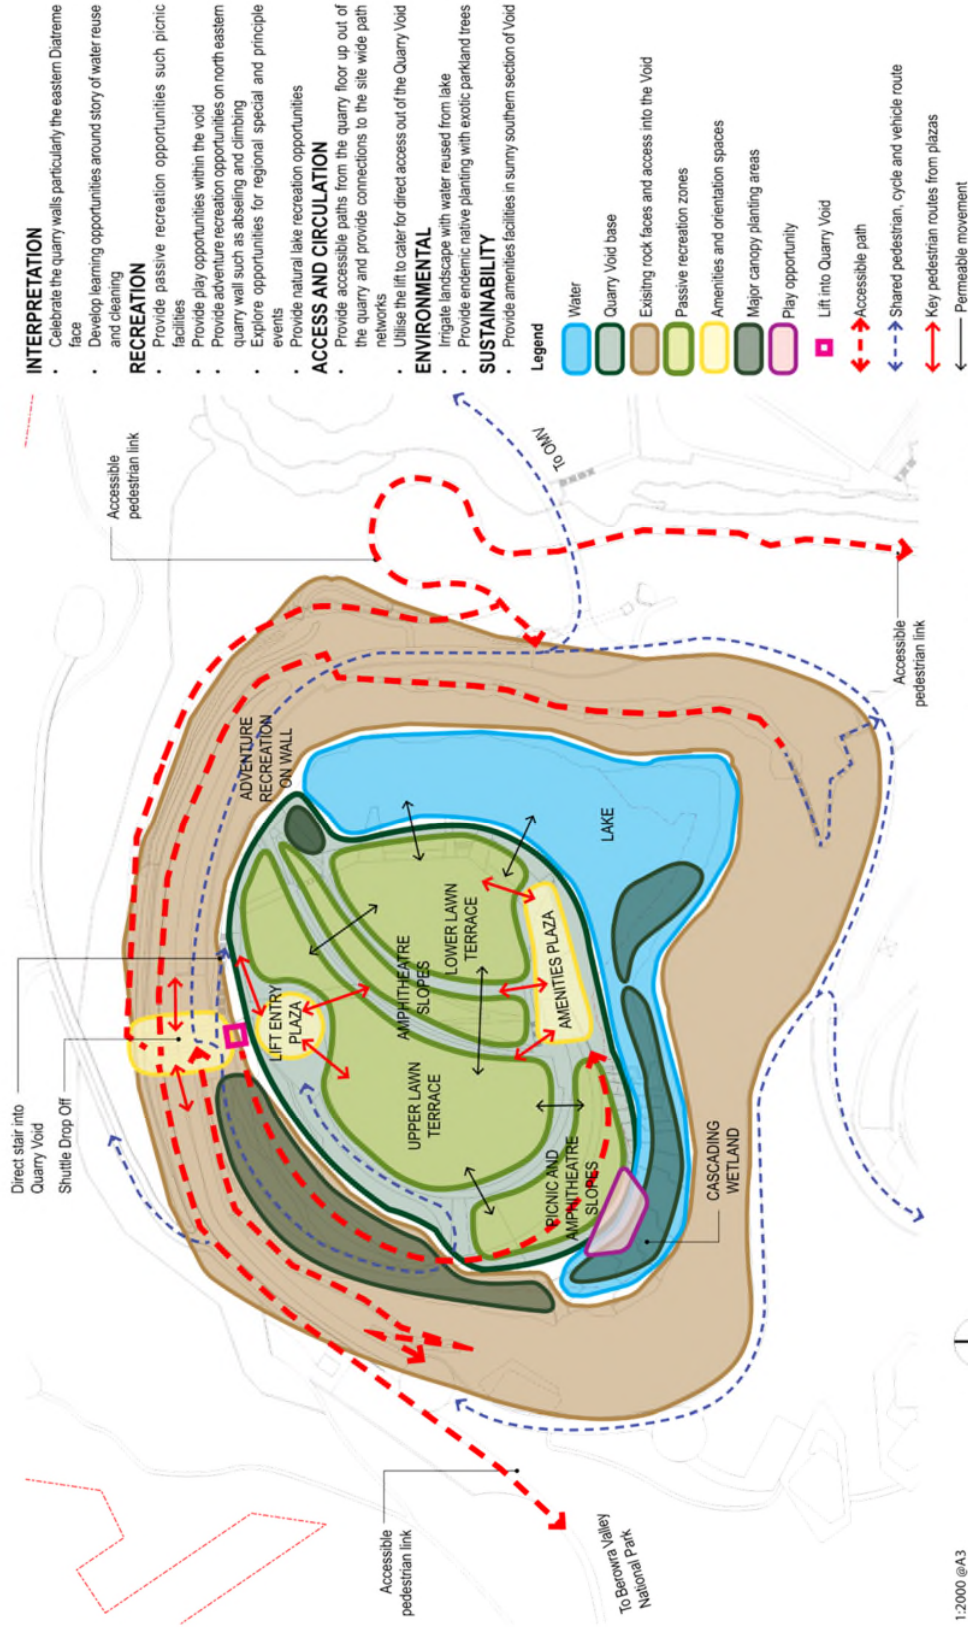 INTERPRETATION
• Celebrate the quarry walls particularly the eastern Diatreme
face
• Develop learning opportunities around story of water reuse
and cleaning
RECREATION
• Provide passive recreation opportunities such picnic
facilities
• Provide play opportunities within the void
• Provide adventure recreation opportunities on north eastern
quarry wall such as abseling and climbing
• Explore opportunities for regional special and principle
events
• Provide natural lake recreation opportunities
ACCESS AND CIRCULATION
• Provide accessible paths from the quarry floor up out of
the quarry and provide connections to the site wide path
networks
• Utilise the lift to cater for direct access out of the Quarry Void
ENVIRONMENTAL
• Irrigate landscape with water reused from lake
• Provide endemic native planting with exotic parkland trees
SUSTAINABILITY
• Provide amenities facilities in sunny southern section of Void
Legend
Water
Quarry Void base
Exisitng rock faces and access into the Void
Passive recreation zones
Amenities and orientation spaces
Major canopy planting areas
Play opportunity
Lift into Quarry Void
Accessible path
Shared pedestrian, cycle and vehicle route
Key pedestrian routes from plazas
Permeable movement
Direct stair into
Quarry Void
Shuttle Drop Off
Accessible
pedestrian link
To OMV
ADVENTURE
RECREATION
ON WALL
LIFT ENTRY
PLAZA
AMPHITHEATRE
SLOPES
LOWER LAWN
TERRACE
UPPER LAWN
TERRACE
AMENITIES PLAZA
LAKE
PICNIC AND
AMPHITHEATRE
SLOPES
CASCADING
WETLAND
Accessible
pedestrian link
Accessible
pedestrian link
To Berowra Valley
National Park
1:2000 @A3